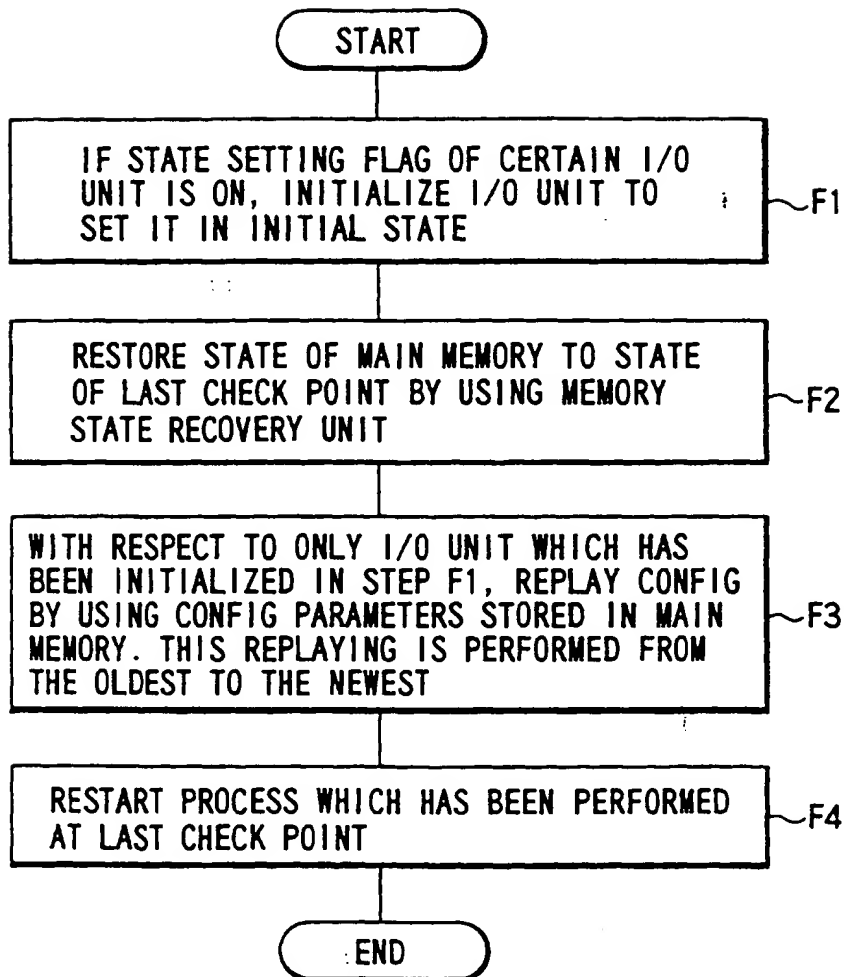 START
IF STATE SETTING FLAG OF CERTAIN I/O
UNIT IS ON, INITIALIZE I/O UNIT TO
SET IT IN INITIAL STATE
F1
RESTORE STATE OF MAIN MEMORY TO STATE
OF LAST CHECK POINT BY USING MEMORY
STATE RECOVERY UNIT
F2
WITH RESPECT TO ONLY I/O UNIT WHICH HAS
BEEN INITIALIZED IN STEP F1, REPLAY CONFIG
BY USING CONFIG PARAMETERS STORED IN MAIN
MEMORY. THIS REPLAYING IS PERFORMED FROM
THE OLDEST TO THE NEWEST
F3
RESTART PROCESS WHICH HAS BEEN PERFORMED
AT LAST CHECK POINT
F4
END